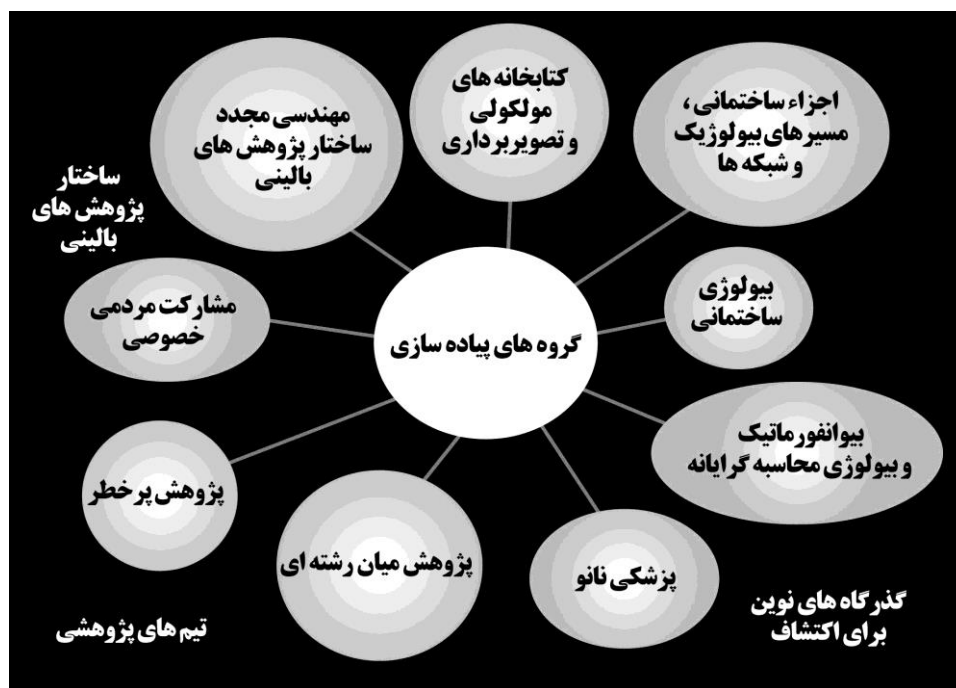 کتابخانه های
مولکولی
و تصویربرداری
اجزاء ساختمانی ،
مسیرهای بیولوژیک
و شبکه ها
مهندسی مجدد
ساختار پژوهش های
بالینی
ساختار
پژوهش های
بالینی
بیولوژی
ساختمانی
مشارکت مردمی
خصوصی
گروه های پیاده سازی
بیوانفورماتیک
و بیولوژی محاسبه گرایانه
پژوهش پرخطر
پژوهش میان رشته ای
پزشکی نانو
گذرگاه های نوین
برای اکتشاف
تیم های پژوهشی